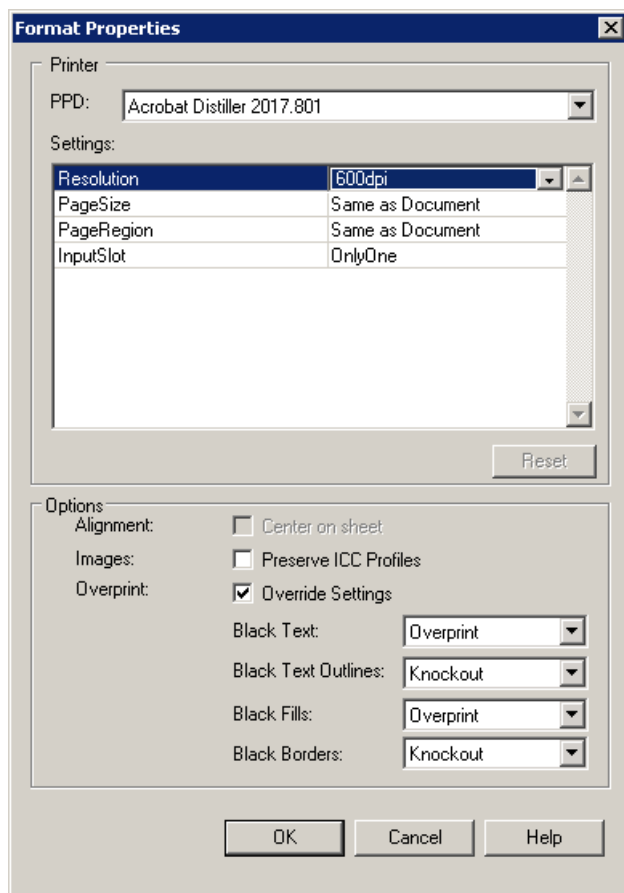 Format Properties
Printer
PPD: Acrobat Distiller 2017.801
Settings:
Resolution 600dpi
PageSize Same as Document
PageRegion Same as Document
InputSlot OnlyOne
Reset
Options
Alignment: Center on sheet
Images: Preserve ICC Profiles
Overprint: Override Settings
Black Text: Overprint
Black Text Outlines: Knockout
Black Fills: Overprint
Black Borders: Knockout
OK Cancel Help